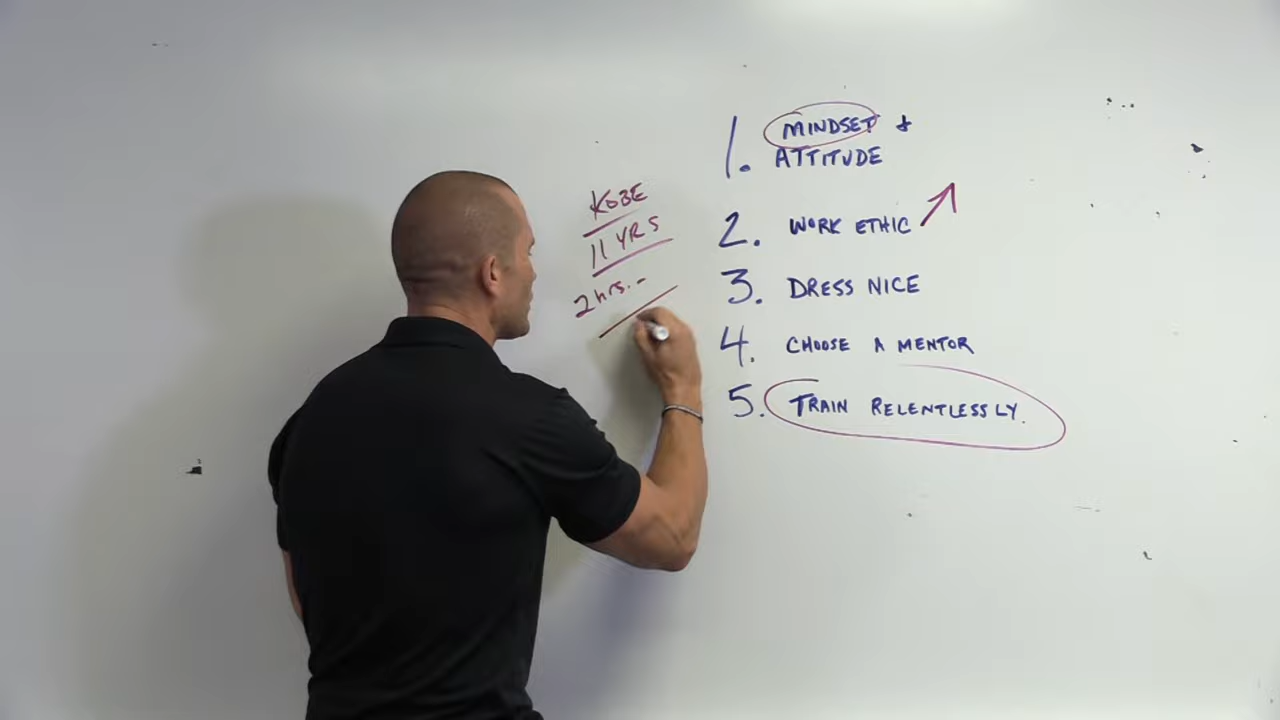 KOBE
11 YRS
2 hrs. -
1. MINDSET &
ATTITUDE
2. WORK ETHIC
3. DRESS NICE
4. CHOOSE A MENTOR
5. TRAIN RELENTLESSLY.